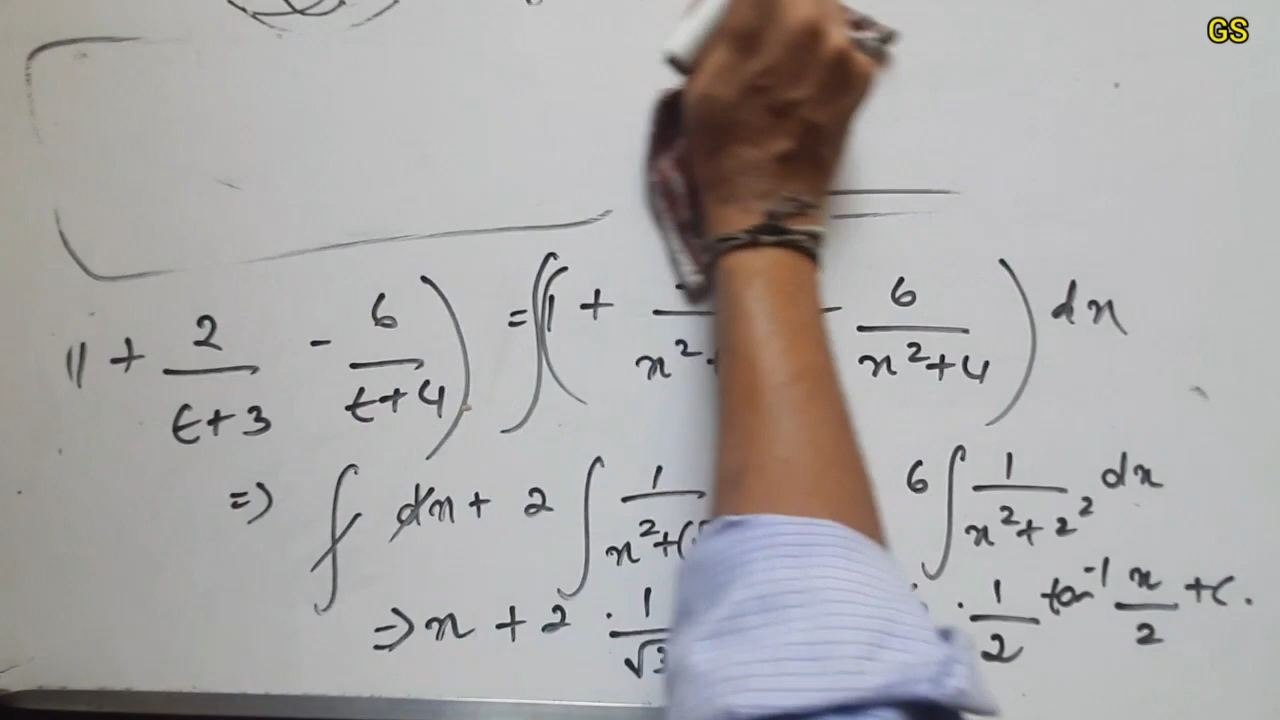 GS
1 + 2/(t+3) - 6/(t+4) ) = ∫(1 + /x² - 6/(x²+4)) dx
=> ∫ dx + 2 ∫ 1/(x²+( 6 ∫ 1/(x²+2²) dx
=> x + 2 · 1/√3 · 1/2 tan⁻¹ x/2 + c.